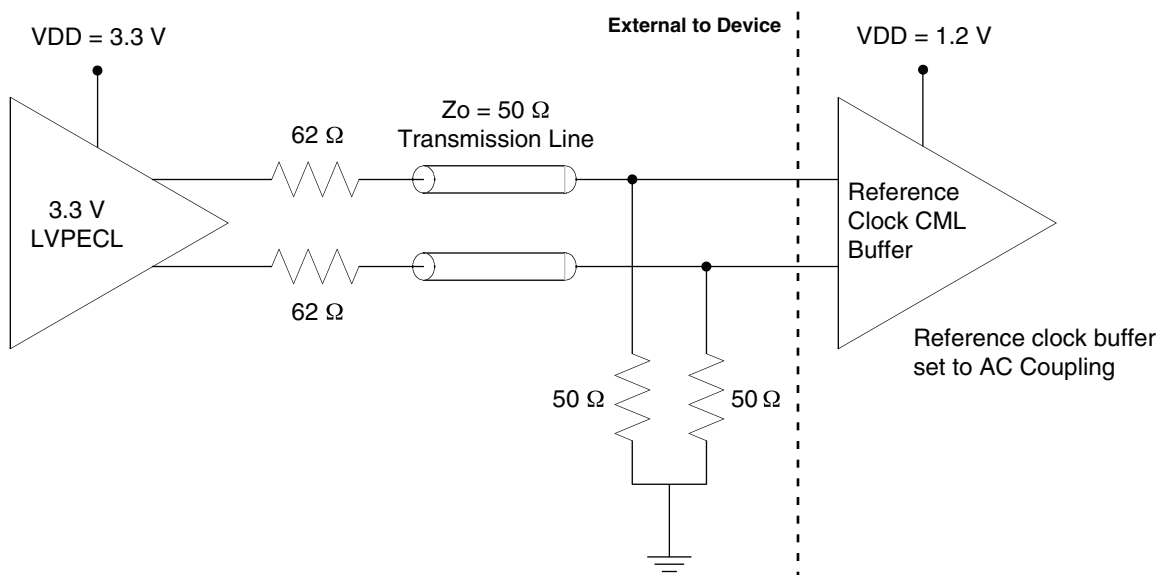 External to Device
VDD = 3.3 V
VDD = 1.2 V
Zo = 50 Ω
Transmission Line
62 Ω
3.3 V
LVPECL
62 Ω
Reference
Clock CML
Buffer
Reference clock buffer
set to AC Coupling
50 Ω
50 Ω